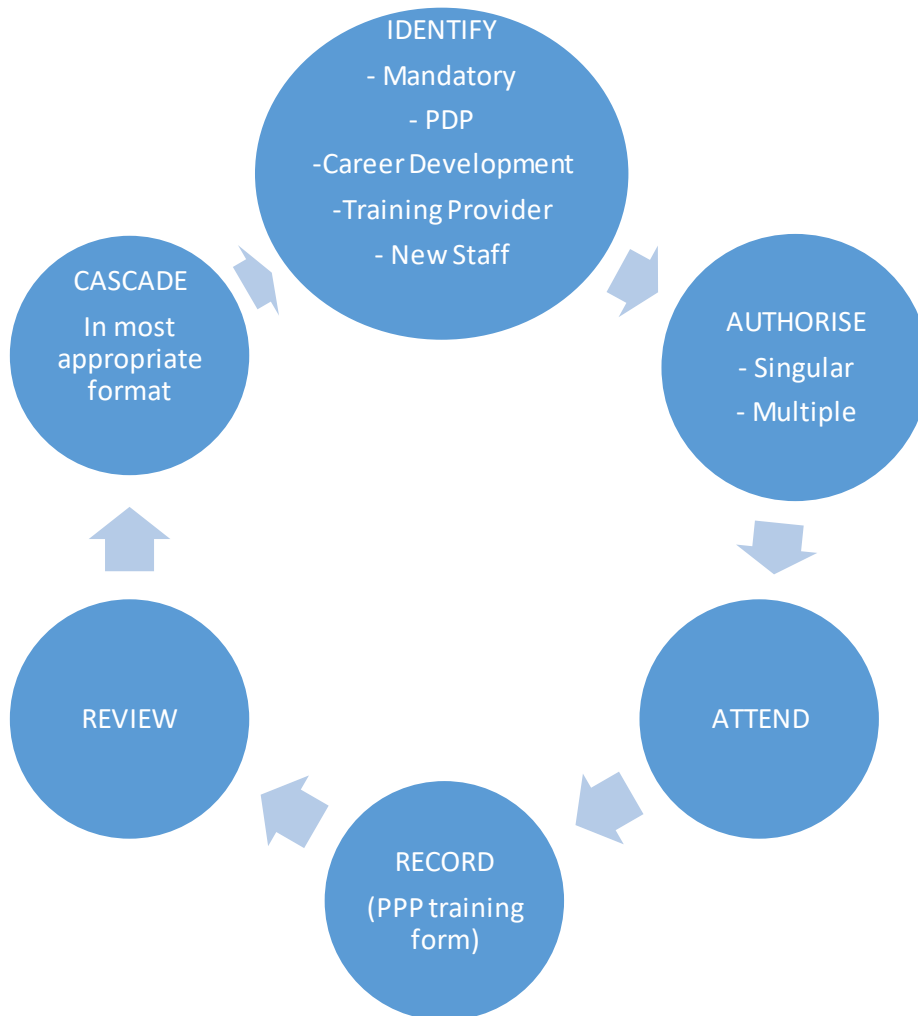 IDENTIFY
- Mandatory
- PDP
-Career Development
-Training Provider
- New Staff
AUTHORISE
- Singular
- Multiple
ATTEND
RECORD
(PPP training
form)
REVIEW
CASCADE
In most
appropriate
format